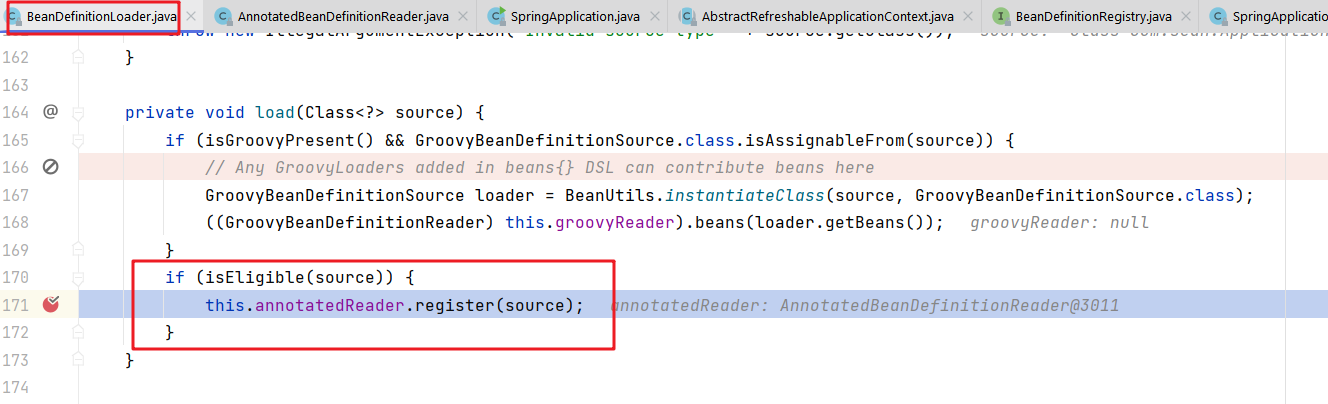 BeanDefinitionLoader.java × AnnotatedBeanDefinitionReader.java × SpringApplication.java × AbstractRefreshableApplicationContext.java × BeanDefinitionRegistry.java × SpringApplication
162 }
163
164 @ private void load(Class<?> source) {
165 if (isGroovyPresent() && GroovyBeanDefinitionSource.class.isAssignableFrom(source)) {
166 // Any GroovyLoaders added in beans{} DSL can contribute beans here
167 GroovyBeanDefinitionSource loader = BeanUtils.instantiateClass(source, GroovyBeanDefinitionSource.class);
168 ((GroovyBeanDefinitionReader) this.groovyReader).beans(loader.getBeans()); groovyReader: null
169 }
170 if (isEligible(source)) {
171 this.annotatedReader.register(source); annotatedReader: AnnotatedBeanDefinitionReader@3011
172 }
173 }
174